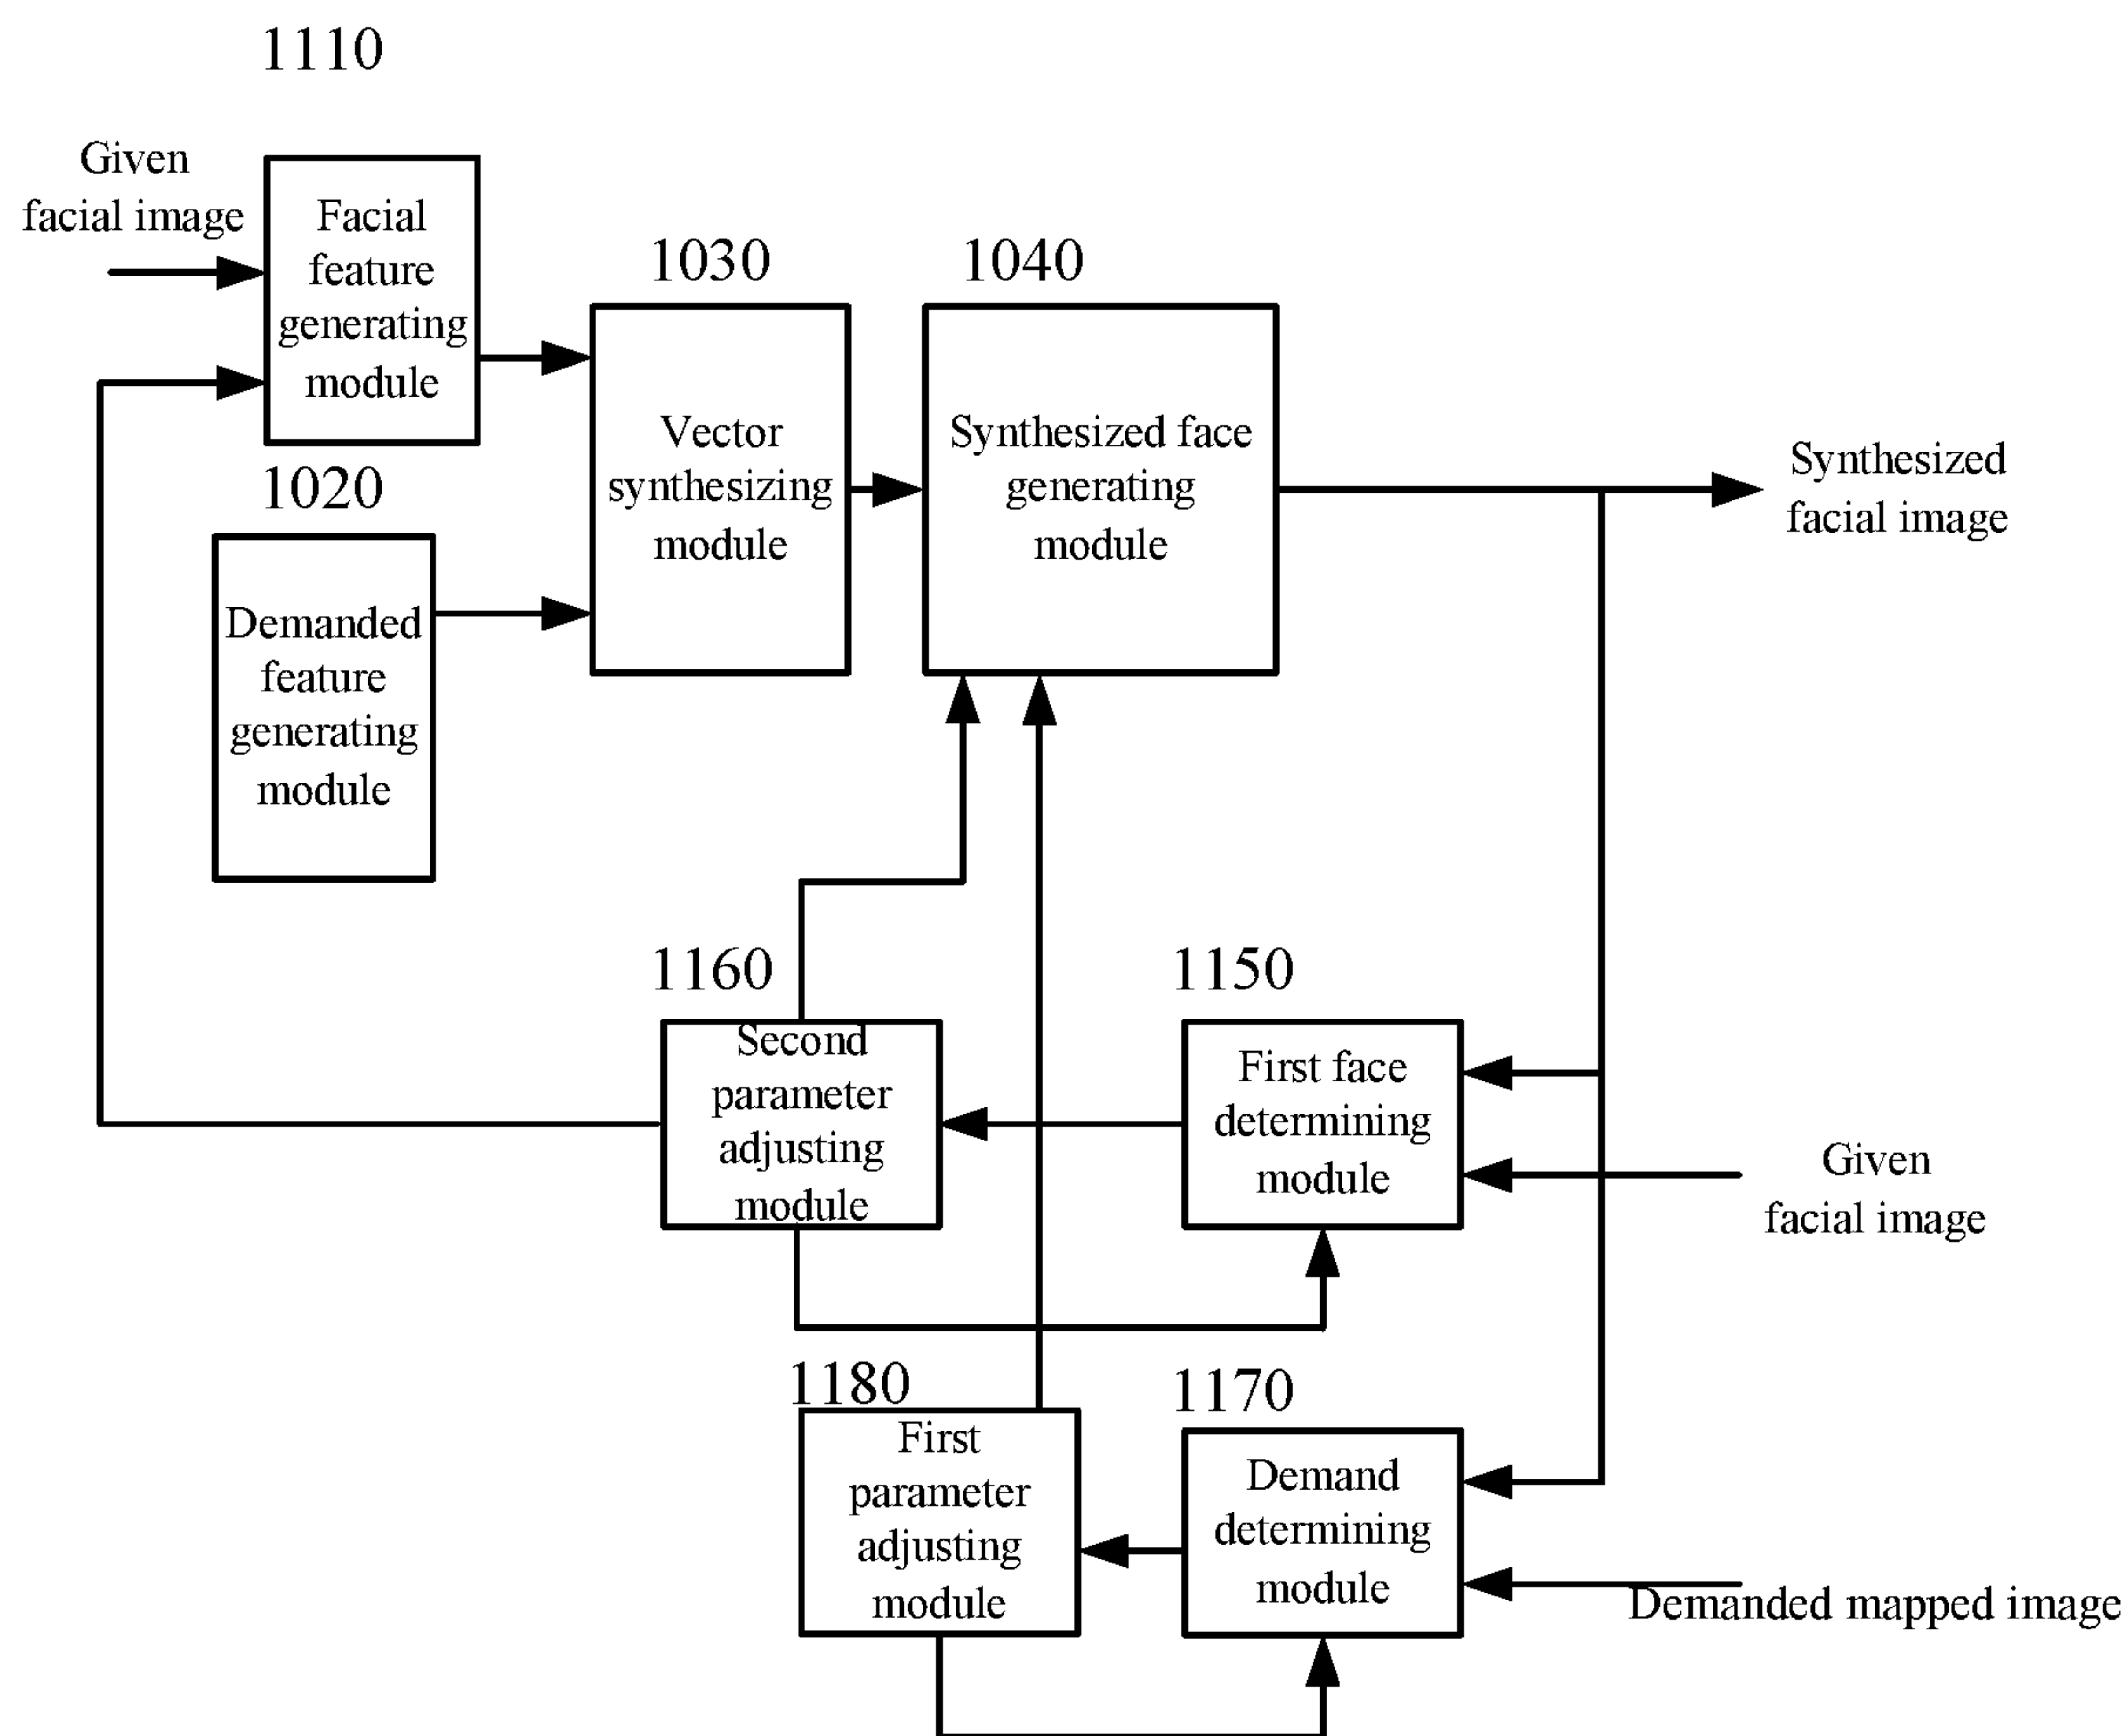 1110
Given
facial image
Facial
feature
generating
module
1030
1040
1020
Vector
synthesizing
module
Synthesized face
generating
module
Synthesized
facial image
Demanded
feature
generating
module
1160
1150
Second
parameter
adjusting
module
First face
determining
module
Given
facial image
1180
1170
First
parameter
adjusting
module
Demand
determining
module
Demanded mapped image